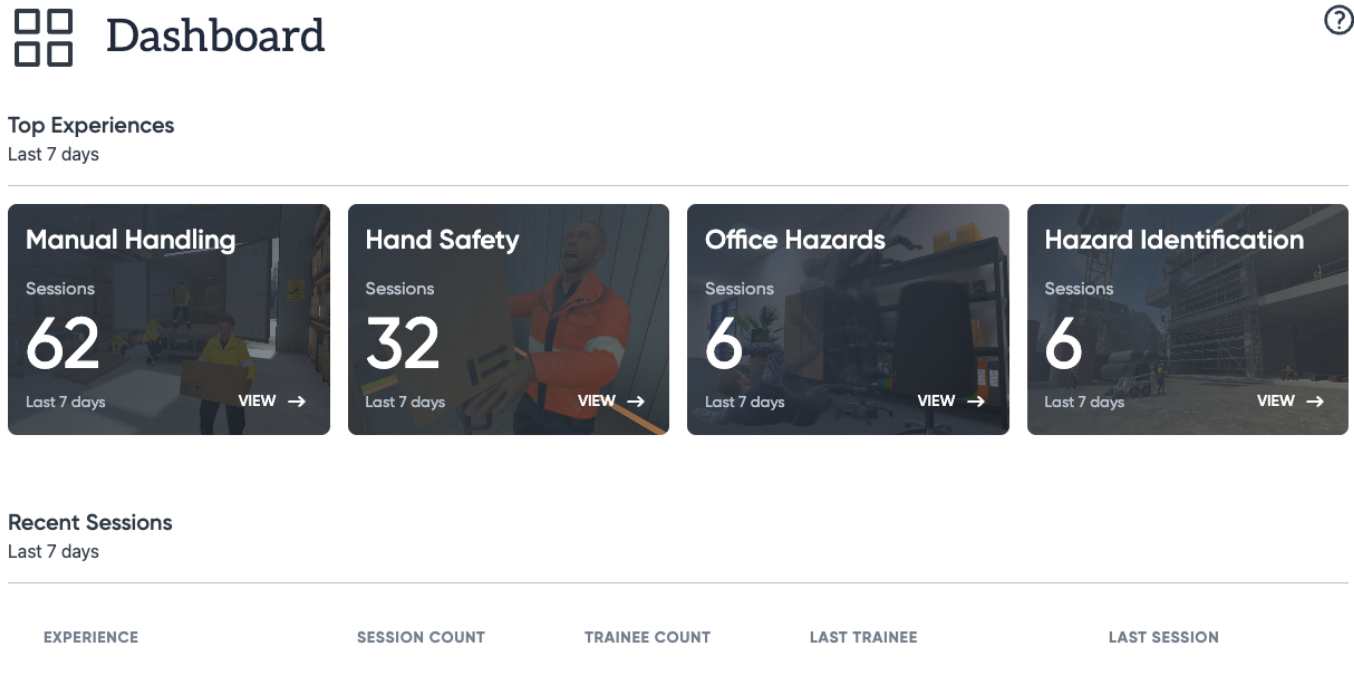 Dashboard
Top Experiences
Last 7 days
Manual Handling
Sessions
62
Last 7 days
VIEW
Hand Safety
Sessions
32
Last 7 days
VIEW
Office Hazards
Sessions
6
Last 7 days
VIEW
Hazard Identification
Sessions
6
Last 7 days
VIEW
Recent Sessions
Last 7 days
EXPERIENCE SESSION COUNT TRAINEE COUNT LAST TRAINEE LAST SESSION